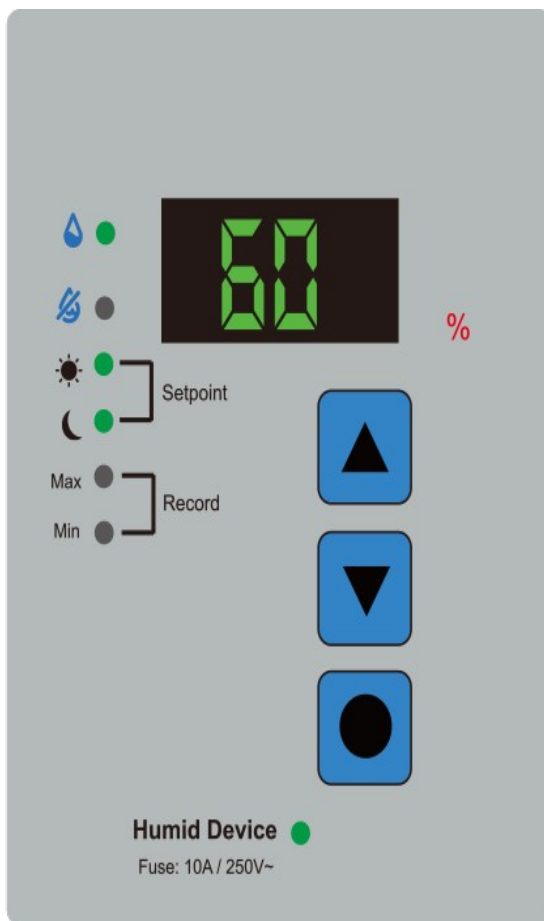 60
%
Setpoint
Max
Record
Min
Humid Device
Fuse: 10A / 250V~